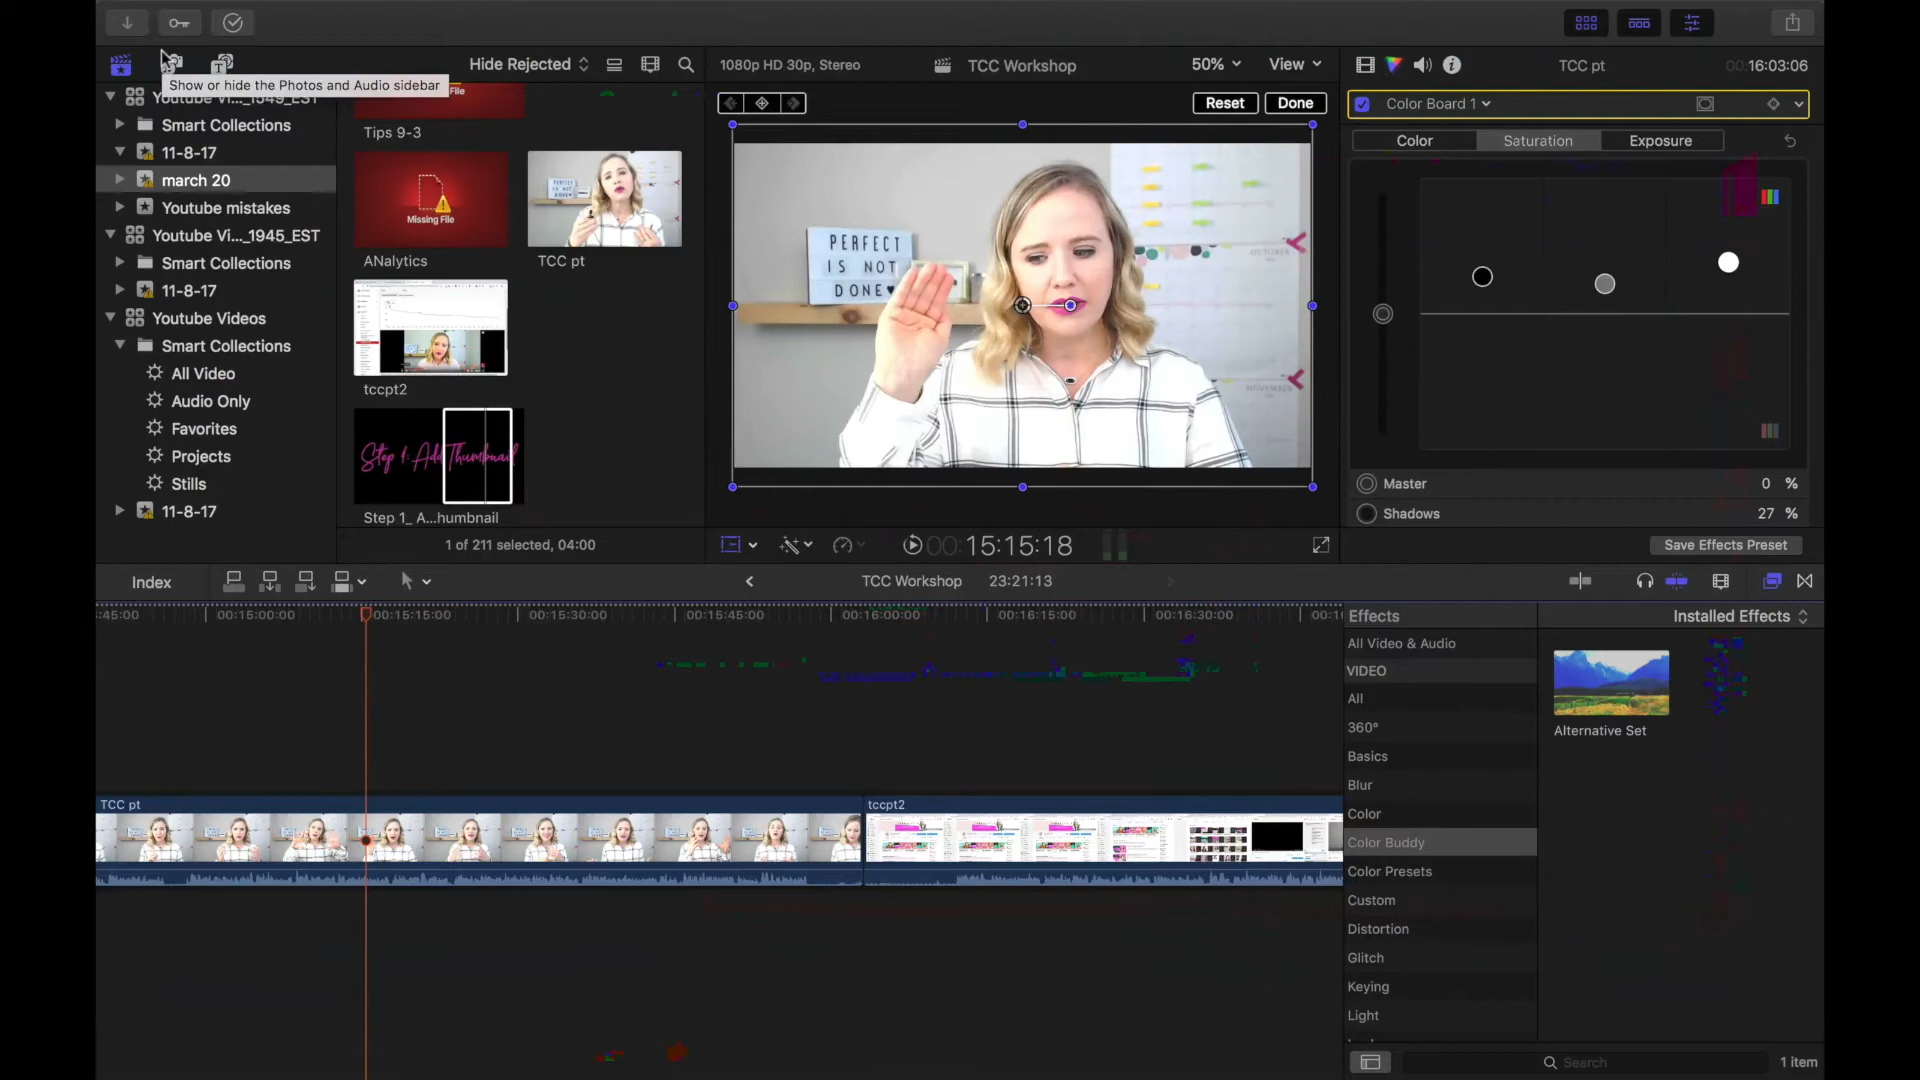 Show or hide the Photos and Audio sidebar
Hide Rejected
1080p HD 30p, Stereo
TCC Workshop
50%
View
TCC pt
00:16:03:06
Youtube Vi..._1549_EST
Smart Collections
11-8-17
march 20
Youtube mistakes
Youtube Vi..._1945_EST
Smart Collections
11-8-17
Youtube Videos
Smart Collections
All Video
Audio Only
Favorites
Projects
Stills
11-8-17
File
Tips 9-3
Missing File
ANalytics
TCC pt
tccpt2
Step 1: Add Thumbnail
Step 1_ A...humbnail
1 of 211 selected, 04:00
Reset
Done
PERFECT
IS NOT
DONE
OCTOBER
NOVEMBER
00:15:15:18
Color Board 1
Color
Saturation
Exposure
Master
0 %
Shadows
27 %
Save Effects Preset
Index
TCC Workshop
23:21:13
:45:00
00:15:00:00
00:15:15:00
00:15:30:00
00:15:45:00
00:16:00:00
00:16:15:00
00:16:30:00
TCC pt
tccpt2
Effects
Installed Effects
All Video & Audio
VIDEO
All
360°
Basics
Blur
Color
Color Buddy
Color Presets
Custom
Distortion
Glitch
Keying
Light
Alternative Set
Search
1 item